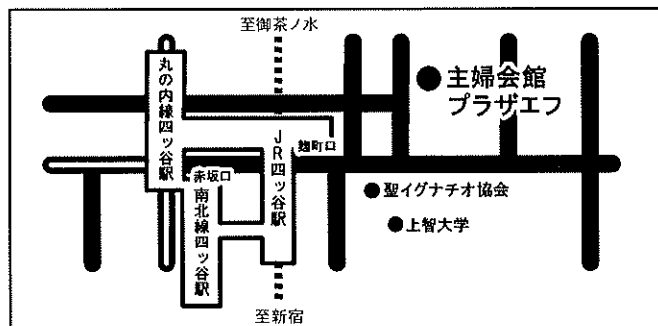 至御茶ノ水
主婦会館
プラザエフ
丸の内線四ッ谷駅
JR四ッ谷駅
麹町口
赤坂口
南北線四ッ谷駅
聖イグナチオ協会
上智大学
至新宿